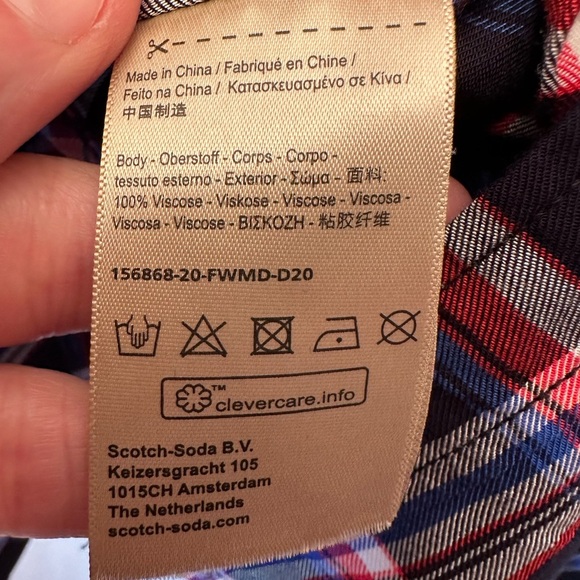 Made in China / Fabriqué en Chine /
Feito na China / Κατασκευασμένο σε Κίνα /
中国制造
Body - Oberstoff - Corps - Corpo -
tessuto esterno - Exterior - Σωμα - 面料:
100% Viscose - Viskose - Viscose - Viscosa -
Viscosa - Viscose - ΒΙΣΚΟΖΗ - 粘胶纤维
156868-20-FWMD-D20
™
clevercare.info
Scotch-Soda B.V.
Keizersgracht 105
1015CH Amsterdam
The Netherlands
scotch-soda.com